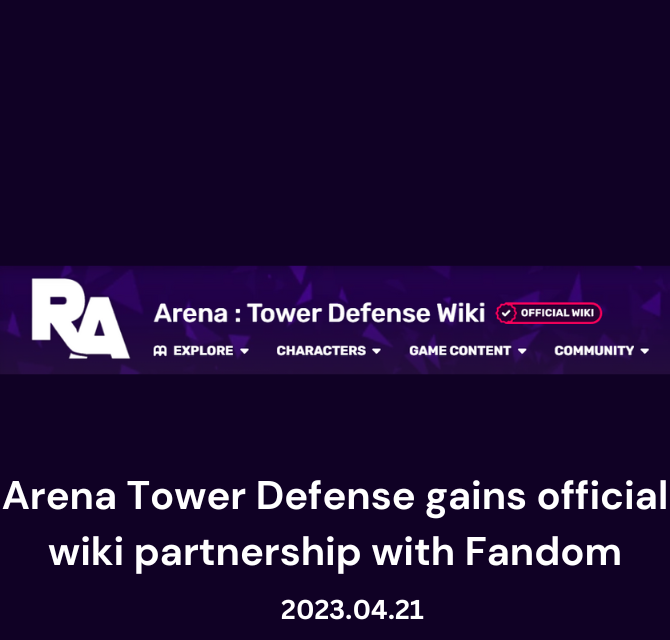 RA
Arena : Tower Defense Wiki OFFICIAL WIKI
EXPLORE CHARACTERS GAME CONTENT COMMUNITY
Arena Tower Defense gains official
wiki partnership with Fandom
2023.04.21